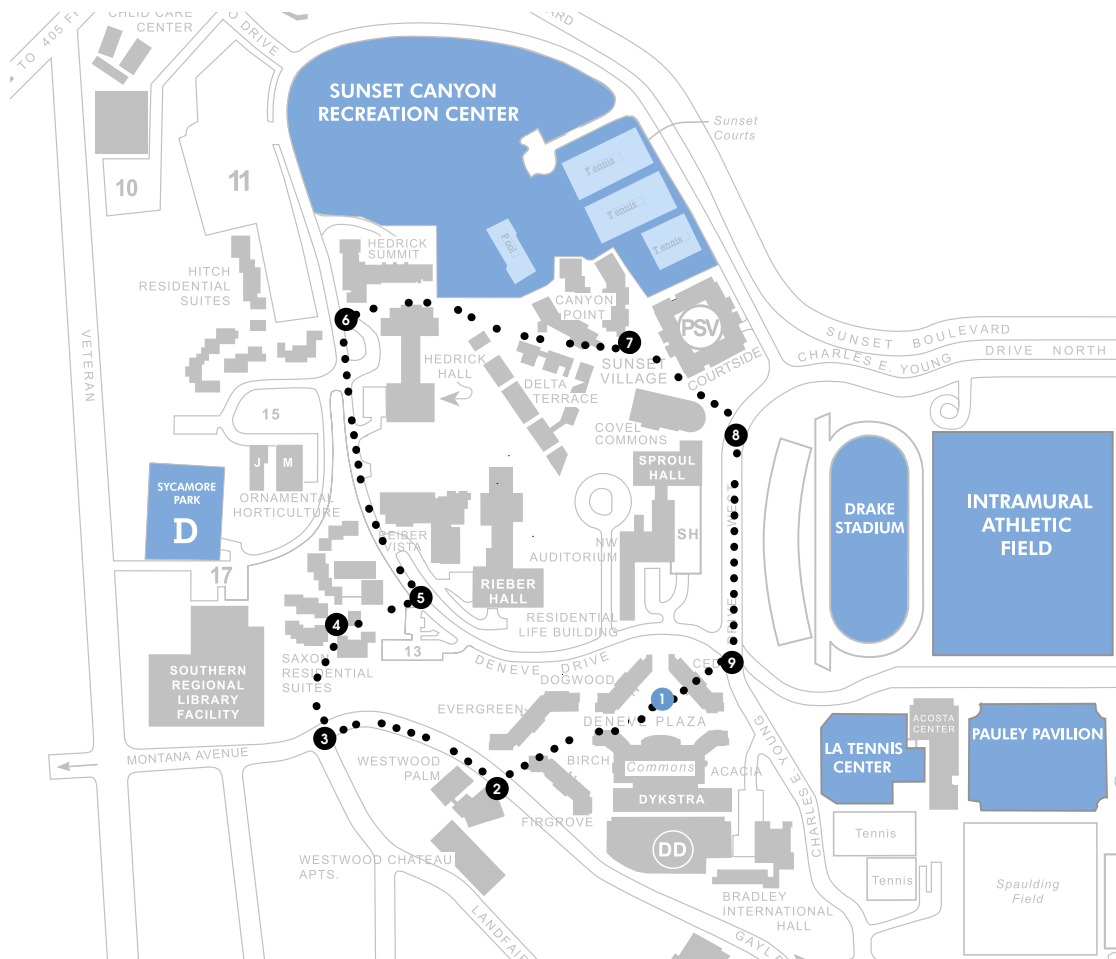 TO 405 F
CHLID CARE
CENTER
DRIVE
ARD
SUNSET CANYON
RECREATION CENTER
Sunset
Courts
Tennis
Tennis
Tennis
Pool
10
11
HEDRICK
SUMMIT
HITCH
RESIDENTIAL
SUITES
CANYON
POINT
PSV
SUNSET BOULEVARD
CHARLES E. YOUNG DRIVE NORTH
VETERAN
6
7
SUNSET
VILLAGE
COURTSIDE
HEDRICK
HALL
DELTA
TERRACE
15
COVEL
COMMONS
8
J
M
SPROUL
HALL
SYCAMORE
PARK
D
ORNAMENTAL
HORTICULTURE
DRAKE
STADIUM
INTRAMURAL
ATHLETIC
FIELD
REIBER
VISTA
NW
AUDITORIUM
SH
DRIVE WEST
17
RIEBER
HALL
5
4
RESIDENTIAL
LIFE BUILDING
13
SAXON
RESIDENTIAL
SUITES
DENEVE DRIVE
SOUTHERN
REGIONAL
LIBRARY
FACILITY
DOGWOOD
CED
9
1
EVERGREEN
DENEVE PLAZA
CHARLES E. YOUNG
3
MONTANA AVENUE
ACOSTA
CENTER
PAULEY PAVILION
LA TENNIS
CENTER
WESTWOOD
PALM
BIRCH
Commons
ACACIA
2
DYKSTRA
FIRGROVE
Tennis
DD
WESTWOOD CHATEAU
APTS.
Tennis
Spaulding
Field
BRADLEY
INTERNATIONAL
HALL
LANDFAIR
GAYLE